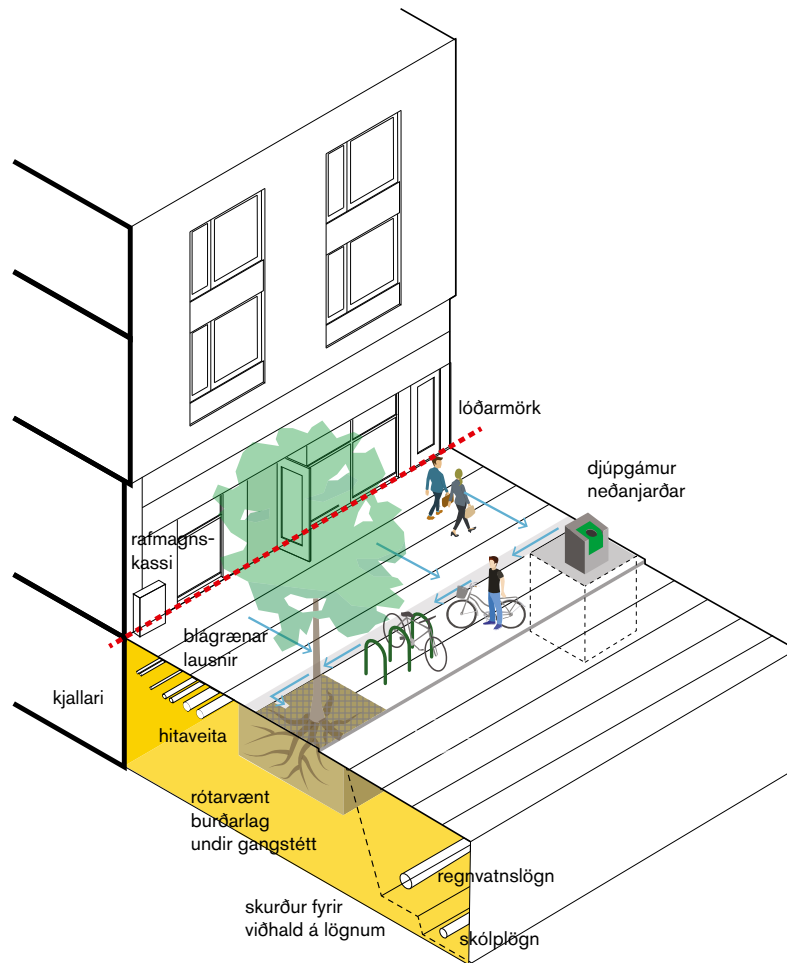 lóðarmörk
djúpgámur
neðanjarðar
rafmagns-
kassi
blágrænar
lausnir
kjallari
hitaveita
rótarvænt
burðarlag
undir gangstétt
regnvatnslögn
skurður fyrir
viðhald á lögnum
skólplögn